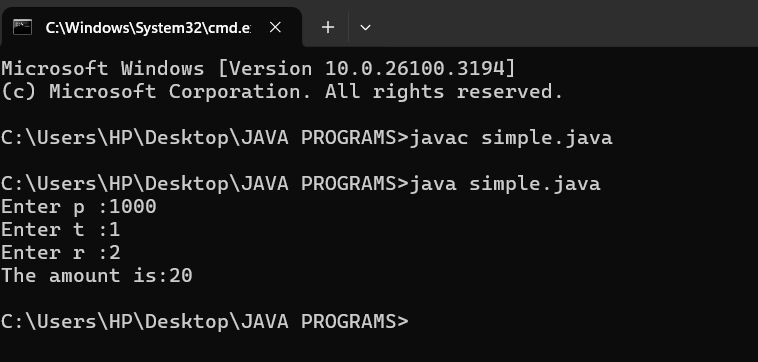 C:\Windows\System32\cmd.e
Microsoft Windows [Version 10.0.26100.3194]
(c) Microsoft Corporation. All rights reserved.
C:\Users\HP\Desktop\JAVA PROGRAMS>javac simple.java
C:\Users\HP\Desktop\JAVA PROGRAMS>java simple.java
Enter p :1000
Enter t :1
Enter r :2
The amount is:20
C:\Users\HP\Desktop\JAVA PROGRAMS>